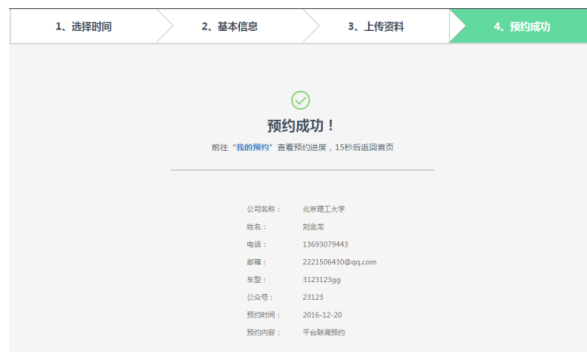 1、选择时间
2、基本信息
3、上传资料
4、预约成功
预约成功！
前往“我的预约”查看预约进度，15秒后返回首页
公司名称： 北京理工大学
姓名： 刘金龙
电话： 13693079443
邮箱： 2221506430@qq.com
车型： 3123123gg
公众号： 23123
预约时间： 2016-12-20
预约内容： 平台联调预约